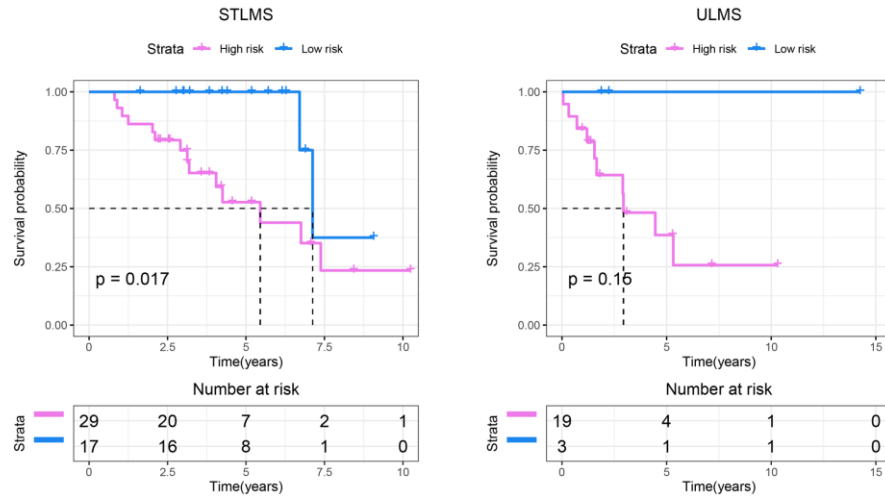 STLMS
Strata High risk Low risk
Survival probability
1.00
0.75
0.50
0.25
0.00
p = 0.017
0 2.5 5 7.5 10
Time(years)
Number at risk
Strata
29 20 7 2 1
17 16 8 1 0
0 2.5 5 7.5 10
Time(years)
ULMS
Strata High risk Low risk
Survival probability
1.00
0.75
0.50
0.25
0.00
p = 0.15
0 5 10 15
Time(years)
Number at risk
Strata
19 4 1 0
3 1 1 0
0 5 10 15
Time(years)